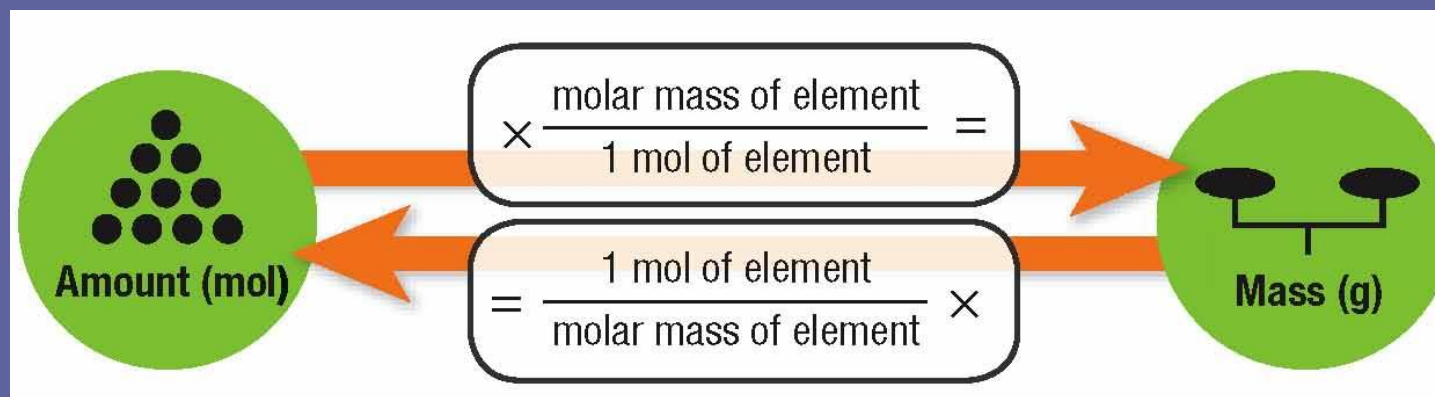 × molar mass of element =
1 mol of element
Amount (mol)
= 1 mol of element ×
molar mass of element
Mass (g)